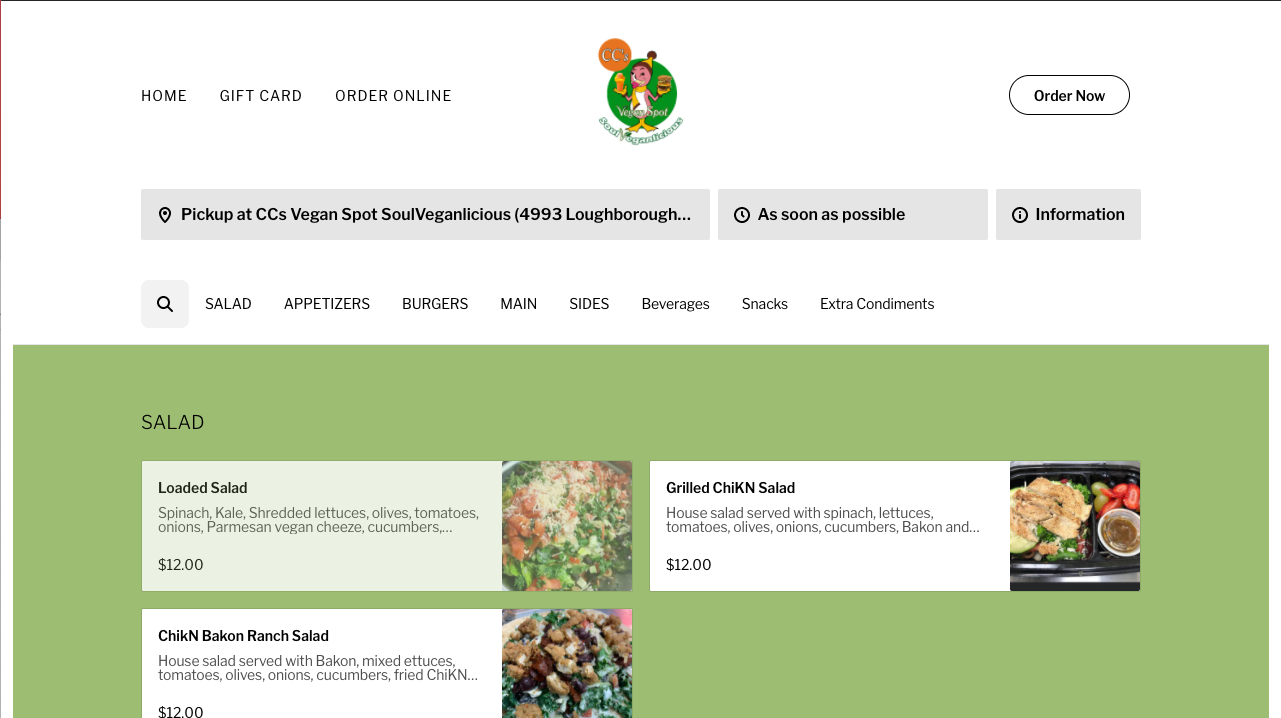 HOME
GIFT CARD
ORDER ONLINE
CC's
Vegan Spot
SoulVeganlicious
Order Now
Pickup at CCs Vegan Spot SoulVeganlicious (4993 Loughborough...
As soon as possible
Information
SALAD
APPETIZERS
BURGERS
MAIN
SIDES
Beverages
Snacks
Extra Condiments
SALAD
Loaded Salad
Spinach, Kale, Shredded lettuces, olives, tomatoes,
onions, Parmesan vegan cheeze, cucumbers,...
$12.00
Grilled ChiKN Salad
House salad served with spinach, lettuces,
tomatoes, olives, onions, cucumbers, Bakon and...
$12.00
ChikN Bakon Ranch Salad
House salad served with Bakon, mixed ettuces,
tomatoes, olives, onions, cucumbers, fried ChiKN...
$12.00